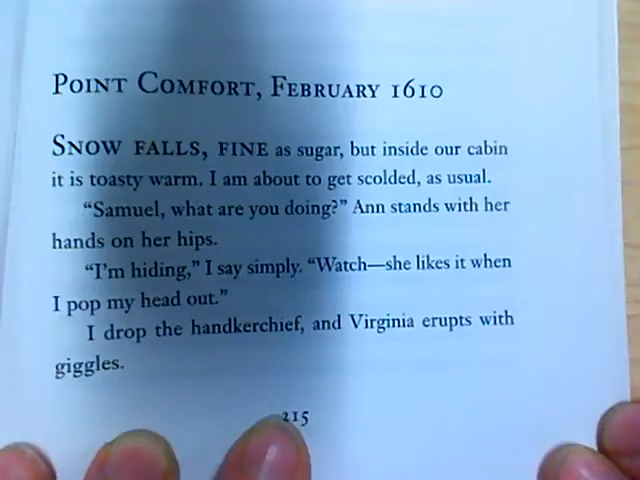 POINT COMFORT, FEBRUARY 1610
SNOW FALLS, FINE as sugar, but inside our cabin
it is toasty warm. I am about to get scolded, as usual.
“Samuel, what are you doing?” Ann stands with her
hands on her hips.
“I’m hiding,” I say simply. “Watch—she likes it when
I pop my head out.”
I drop the handkerchief, and Virginia erupts with
giggles.
215